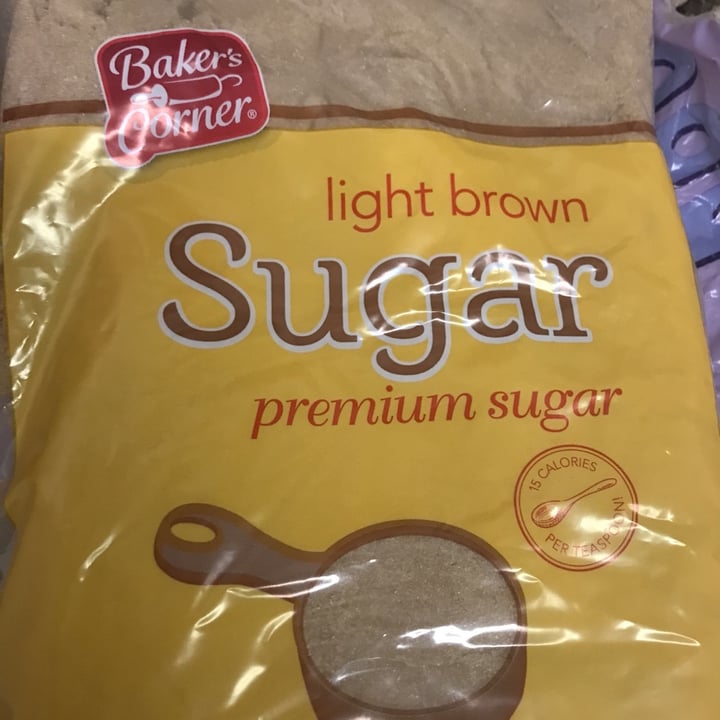 Baker's
Corner®
light brown
Sugar
premium sugar
15 CALORIES
PER TEASPOON